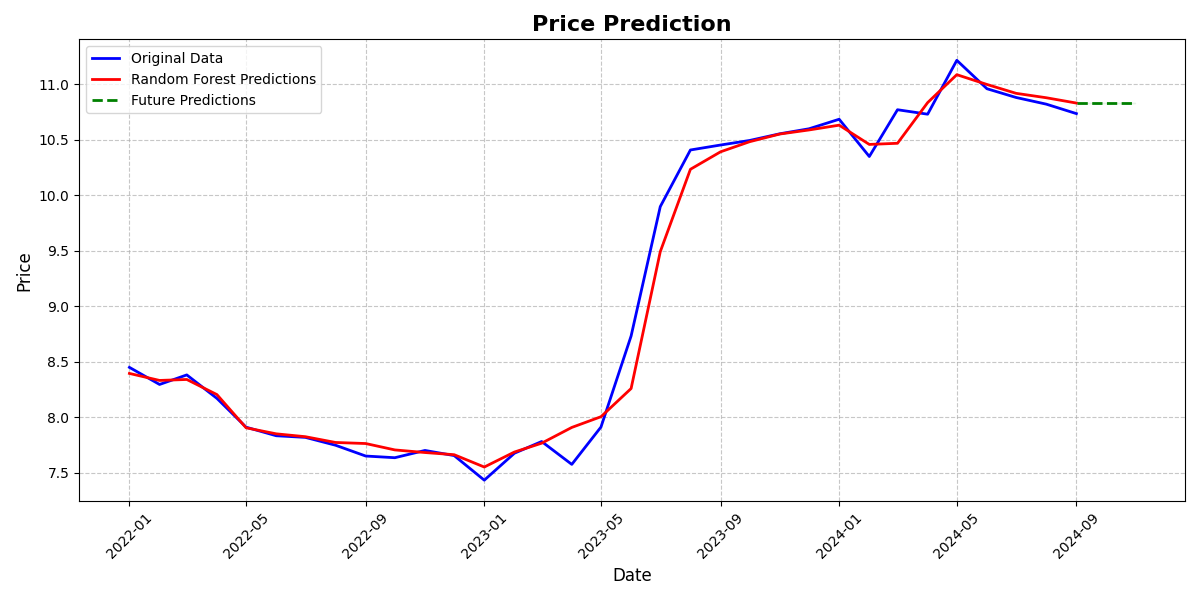 Price Prediction
Original Data
Random Forest Predictions
Future Predictions
Price
11.0
10.5
10.0
9.5
9.0
8.5
8.0
7.5
2022-01
2022-05
2022-09
2023-01
2023-05
2023-09
2024-01
2024-05
2024-09
Date